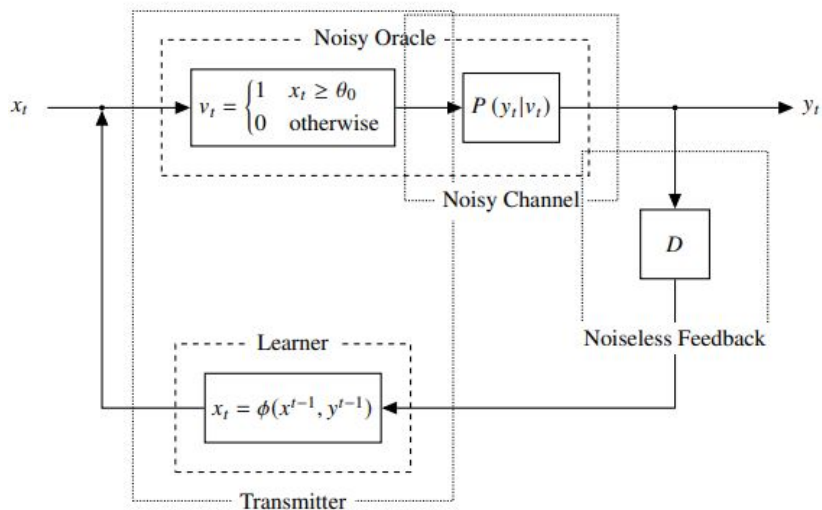 Noisy Oracle
x_t
v_t = {1 x_t ≥ θ_0
0 otherwise
P (y_t|v_t)
y_t
Noisy Channel
D
Noiseless Feedback
Learner
x_t = ϕ(x^{t−1}, y^{t−1})
Transmitter